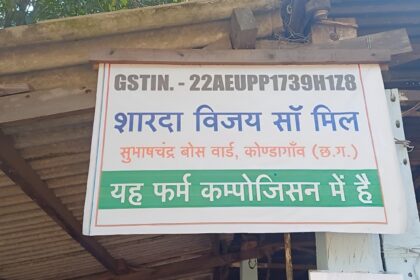 GSTIN. - 22AEUPP1739H1Z8
शारदा विजय सॉ मिल
सुभाषचंद्र बोस वार्ड, कोण्डागाँव (छ.ग.)
यह फर्म कम्पोजिसन में है